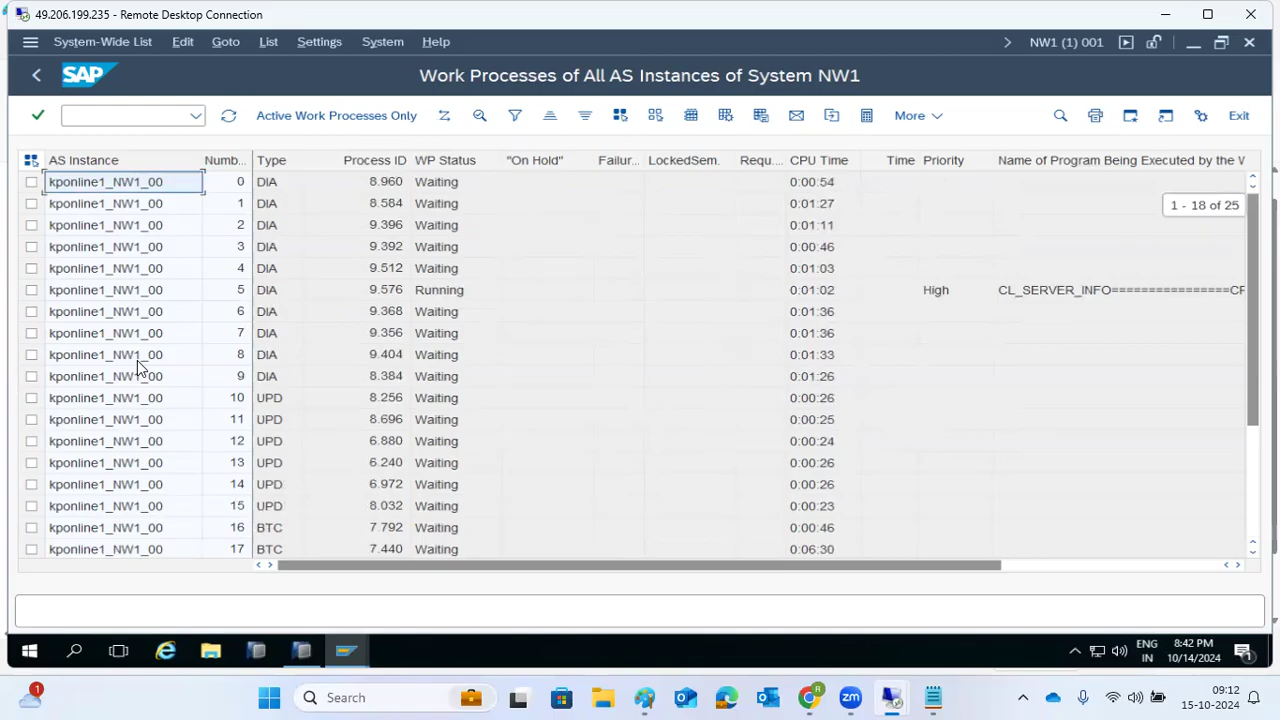 49.206.199.235 - Remote Desktop Connection
System-Wide List Edit Goto List Settings System Help NW1 (1) 001
SAP Work Processes of All AS Instances of System NW1
Active Work Processes Only More Exit
AS Instance Numb... Type Process ID WP Status "On Hold" Failur... LockedSem. Requ.... CPU Time Time Priority Name of Program Being Executed by the W
kponline1_NW1_00 0 DIA 8.960 Waiting 0:00:54
kponline1_NW1_00 1 DIA 8.584 Waiting 0:01:27 1 - 18 of 25
kponline1_NW1_00 2 DIA 9.396 Waiting 0:01:11
kponline1_NW1_00 3 DIA 9.392 Waiting 0:00:46
kponline1_NW1_00 4 DIA 9.512 Waiting 0:01:03
kponline1_NW1_00 5 DIA 9.576 Running 0:01:02 High CL_SERVER_INFO================CP
kponline1_NW1_00 6 DIA 9.368 Waiting 0:01:36
kponline1_NW1_00 7 DIA 9.356 Waiting 0:01:36
kponline1_NW1_00 8 DIA 9.404 Waiting 0:01:33
kponline1_NW1_00 9 DIA 8.384 Waiting 0:01:26
kponline1_NW1_00 10 UPD 8.256 Waiting 0:00:26
kponline1_NW1_00 11 UPD 8.696 Waiting 0:00:25
kponline1_NW1_00 12 UPD 6.880 Waiting 0:00:24
kponline1_NW1_00 13 UPD 6.240 Waiting 0:00:26
kponline1_NW1_00 14 UPD 6.972 Waiting 0:00:26
kponline1_NW1_00 15 UPD 8.032 Waiting 0:00:23
kponline1_NW1_00 16 BTC 7.792 Waiting 0:00:46
kponline1_NW1_00 17 BTC 7.440 Waiting 0:06:30
ENG 8:42 PM
IN 10/14/2024 1
1 Search R zm 09:12
15-10-2024